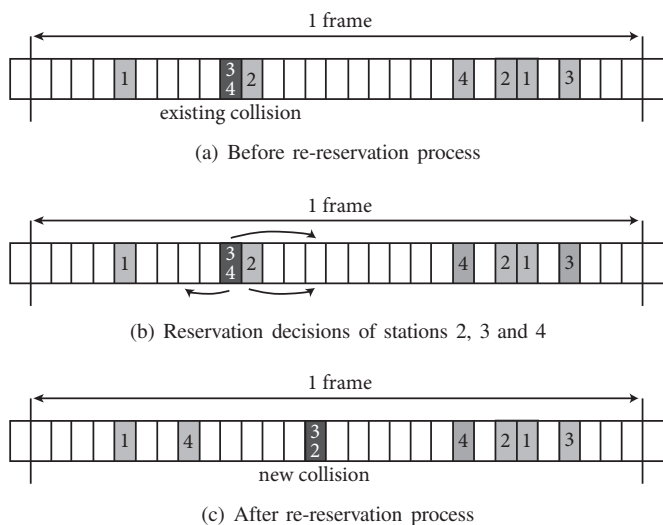 1 frame
1 3 4 2 4 2 1 3
existing collision
(a) Before re-reservation process
1 frame
1 3 4 2 4 2 1 3
(b) Reservation decisions of stations 2, 3 and 4
1 frame
1 4 3 2 4 2 1 3
new collision
(c) After re-reservation process